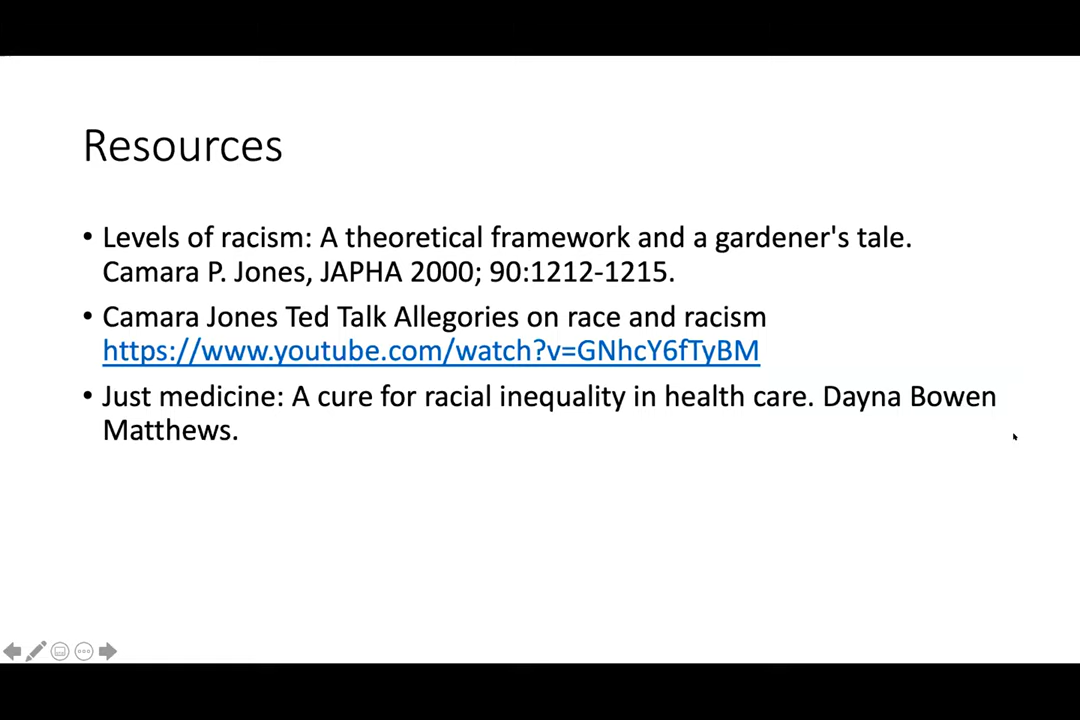 Resources
• Levels of racism: A theoretical framework and a gardener's tale.
Camara P. Jones, JAPHA 2000; 90:1212-1215.
• Camara Jones Ted Talk Allegories on race and racism
https://www.youtube.com/watch?v=GNhcY6fTyBM
• Just medicine: A cure for racial inequality in health care. Dayna Bowen
Matthews.